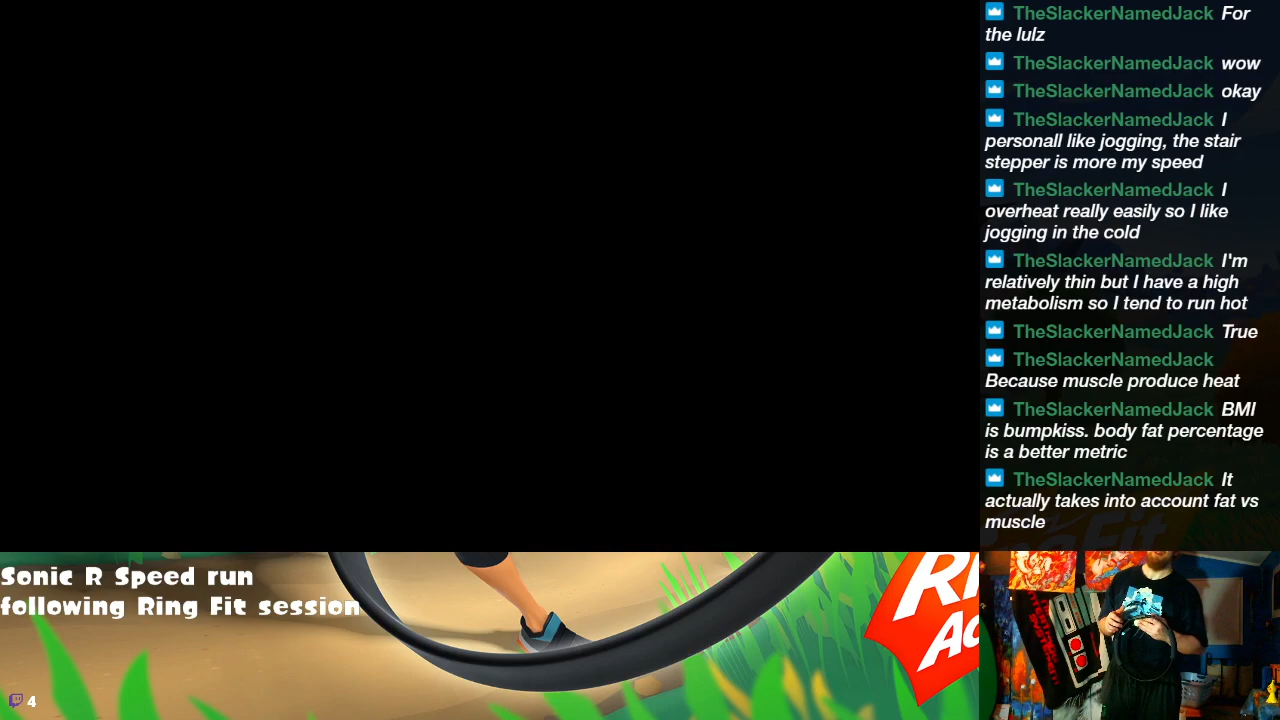 TheSlackerNamedJack For
the lulz
TheSlackerNamedJack wow
TheSlackerNamedJack okay
TheSlackerNamedJack I
personall like jogging, the stair
stepper is more my speed
TheSlackerNamedJack I
overheat really easily so I like
jogging in the cold
TheSlackerNamedJack I'm
relatively thin but I have a high
metabolism so I tend to run hot
TheSlackerNamedJack True
TheSlackerNamedJack
Because muscle produce heat
TheSlackerNamedJack BMI
is bumpkiss. body fat percentage
is a better metric
TheSlackerNamedJack It
actually takes into account fat vs
muscle
Sonic R Speed run
following Ring Fit session
4